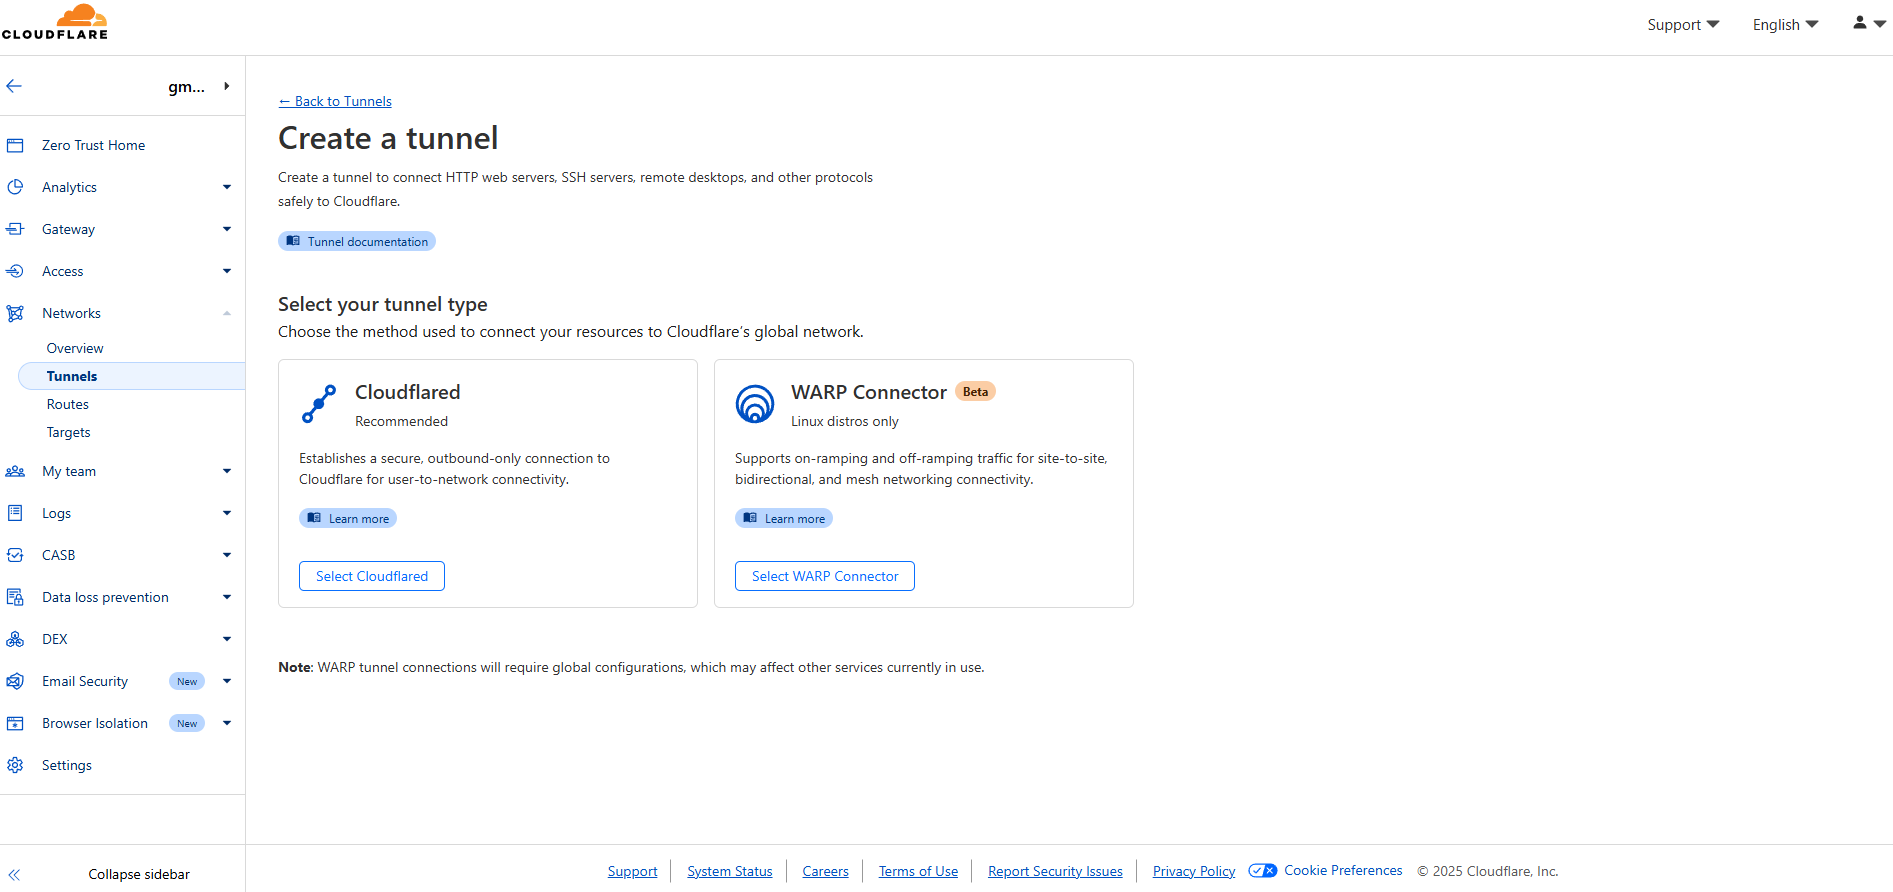 CLOUDFLARE
Support
English
gm...
Zero Trust Home
Analytics
Gateway
Access
Networks
Overview
Tunnels
Routes
Targets
My team
Logs
CASB
Data loss prevention
DEX
Email Security New
Browser Isolation New
Settings
Collapse sidebar
← Back to Tunnels
Create a tunnel
Create a tunnel to connect HTTP web servers, SSH servers, remote desktops, and other protocols
safely to Cloudflare.
Tunnel documentation
Select your tunnel type
Choose the method used to connect your resources to Cloudflare’s global network.
Cloudflared
Recommended
Establishes a secure, outbound-only connection to
Cloudflare for user-to-network connectivity.
Learn more
Select Cloudflared
WARP Connector Beta
Linux distros only
Supports on-ramping and off-ramping traffic for site-to-site,
bidirectional, and mesh networking connectivity.
Learn more
Select WARP Connector
Note: WARP tunnel connections will require global configurations, which may affect other services currently in use.
Support
System Status
Careers
Terms of Use
Report Security Issues
Privacy Policy
Cookie Preferences
© 2025 Cloudflare, Inc.